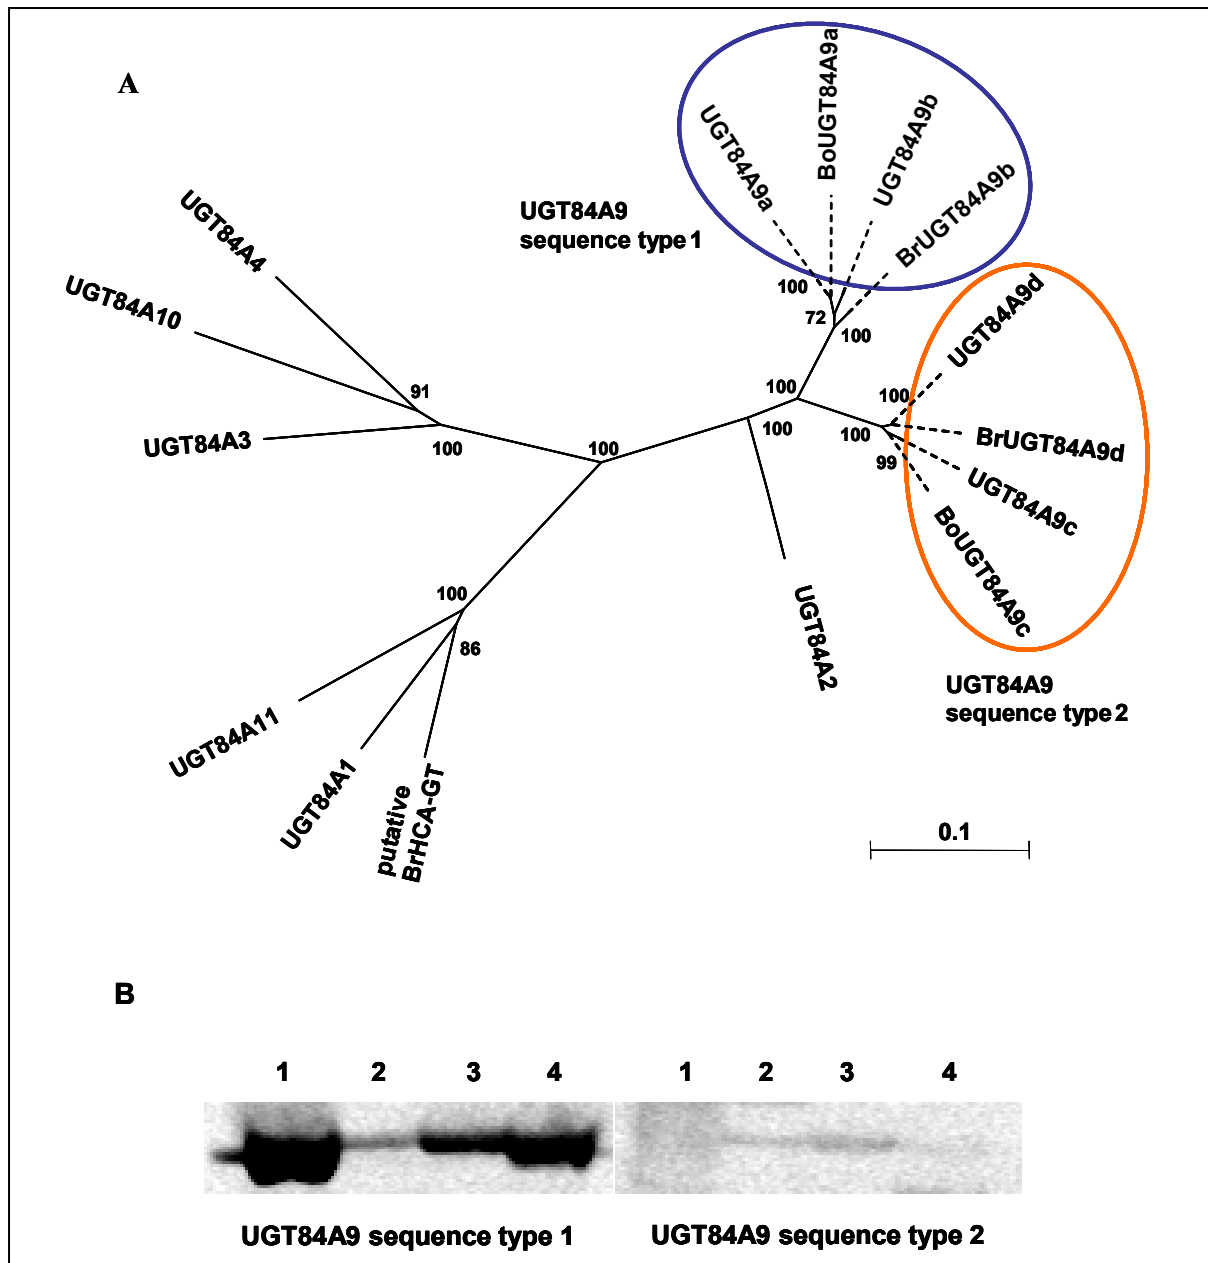 A
UGT84A9a
BoUGT84A9a
UGT84A9b
BrUGT84A9b
UGT84A9
sequence type 1
UGT84A4
UGT84A10
UGT84A3
91
100
100
100
72
100
100
100
100
100
99
UGT84A9d
BrUGT84A9d
UGT84A9c
BoUGT84A9c
UGT84A2
UGT84A9
sequence type 2
100
86
UGT84A11
UGT84A1
putative
BrHCA-GT
0.1
B
1 2 3 4 1 2 3 4
UGT84A9 sequence type 1 UGT84A9 sequence type 2